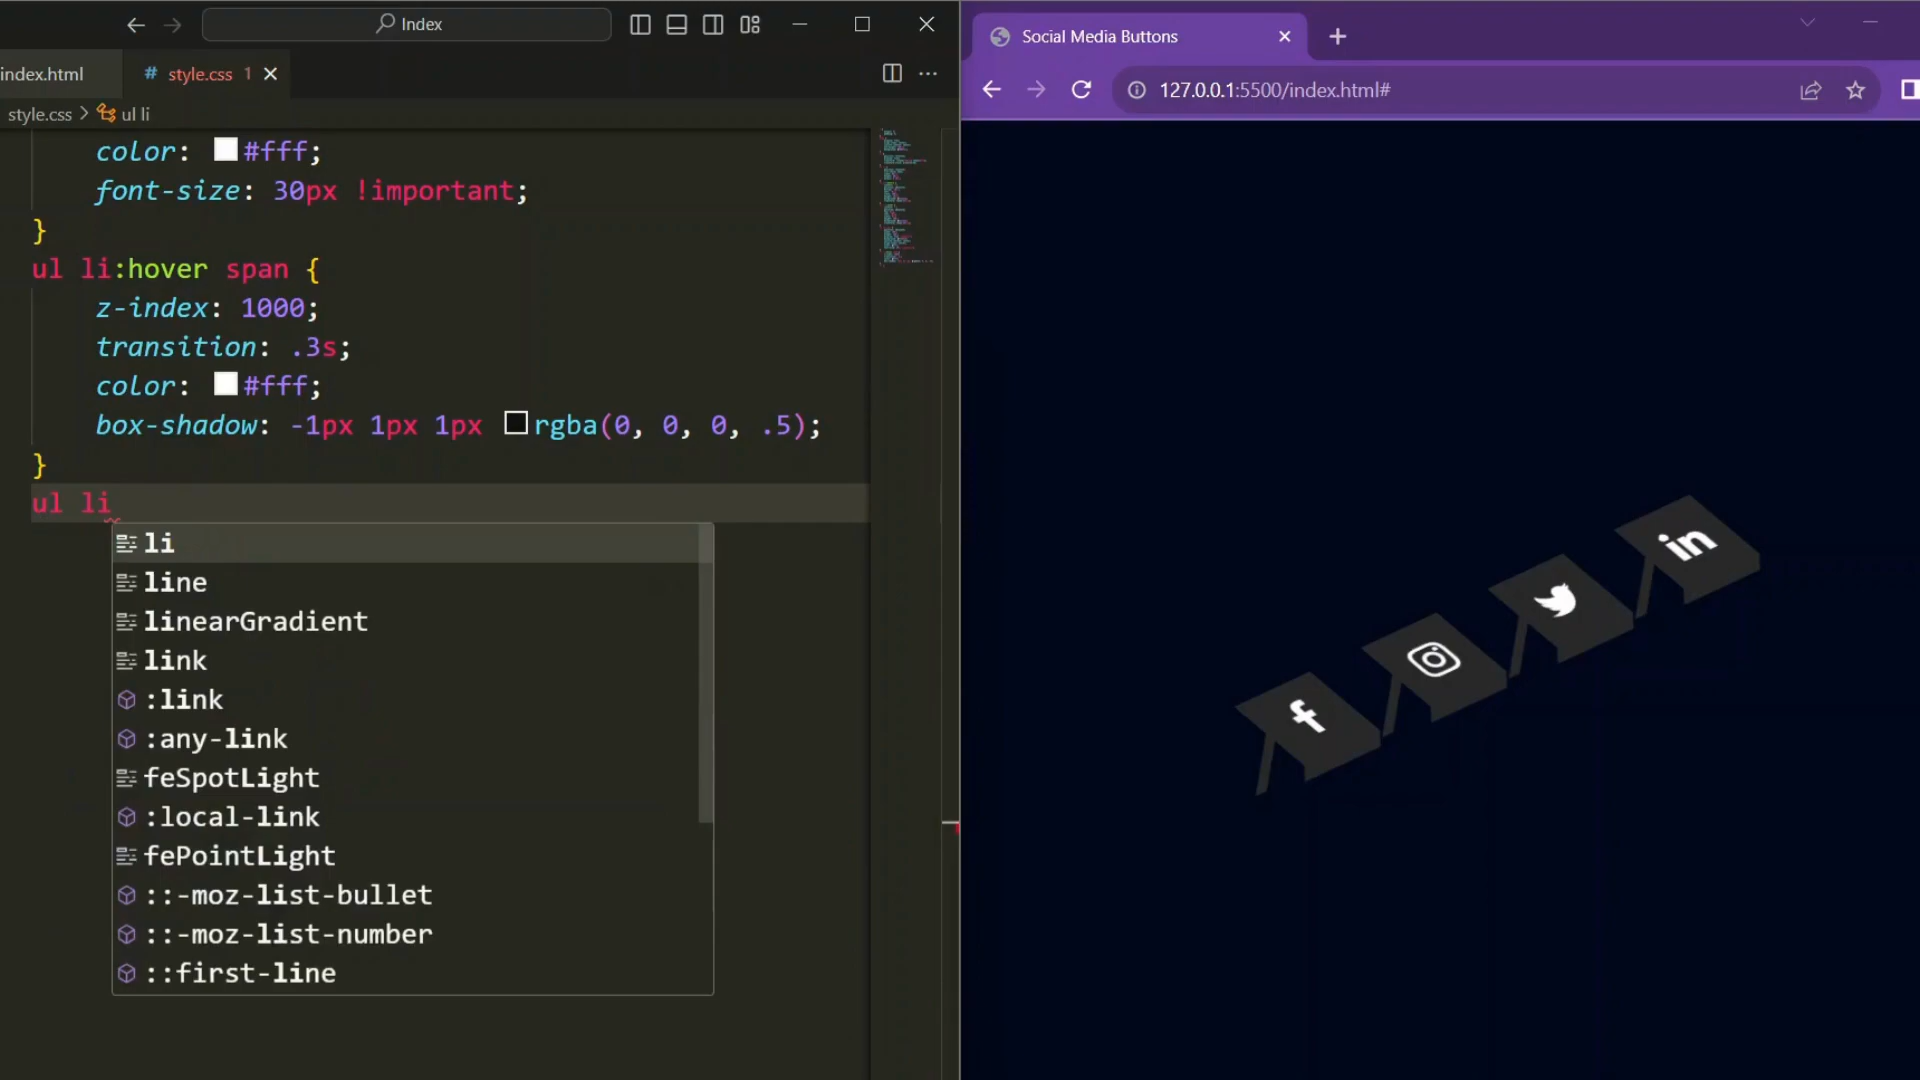 Index
Social Media Buttons
index.html
# style.css 1
127.0.0.1:5500/index.html#
style.css > ul li
color: #fff;
font-size: 30px !important;
}
ul li:hover span {
z-index: 1000;
transition: .3s;
color: #fff;
box-shadow: -1px 1px 1px rgba(0, 0, 0, .5);
}
ul li
li
line
linearGradient
link
:link
:any-link
feSpotLight
:local-link
fePointLight
::-moz-list-bullet
::-moz-list-number
::first-line
in
f